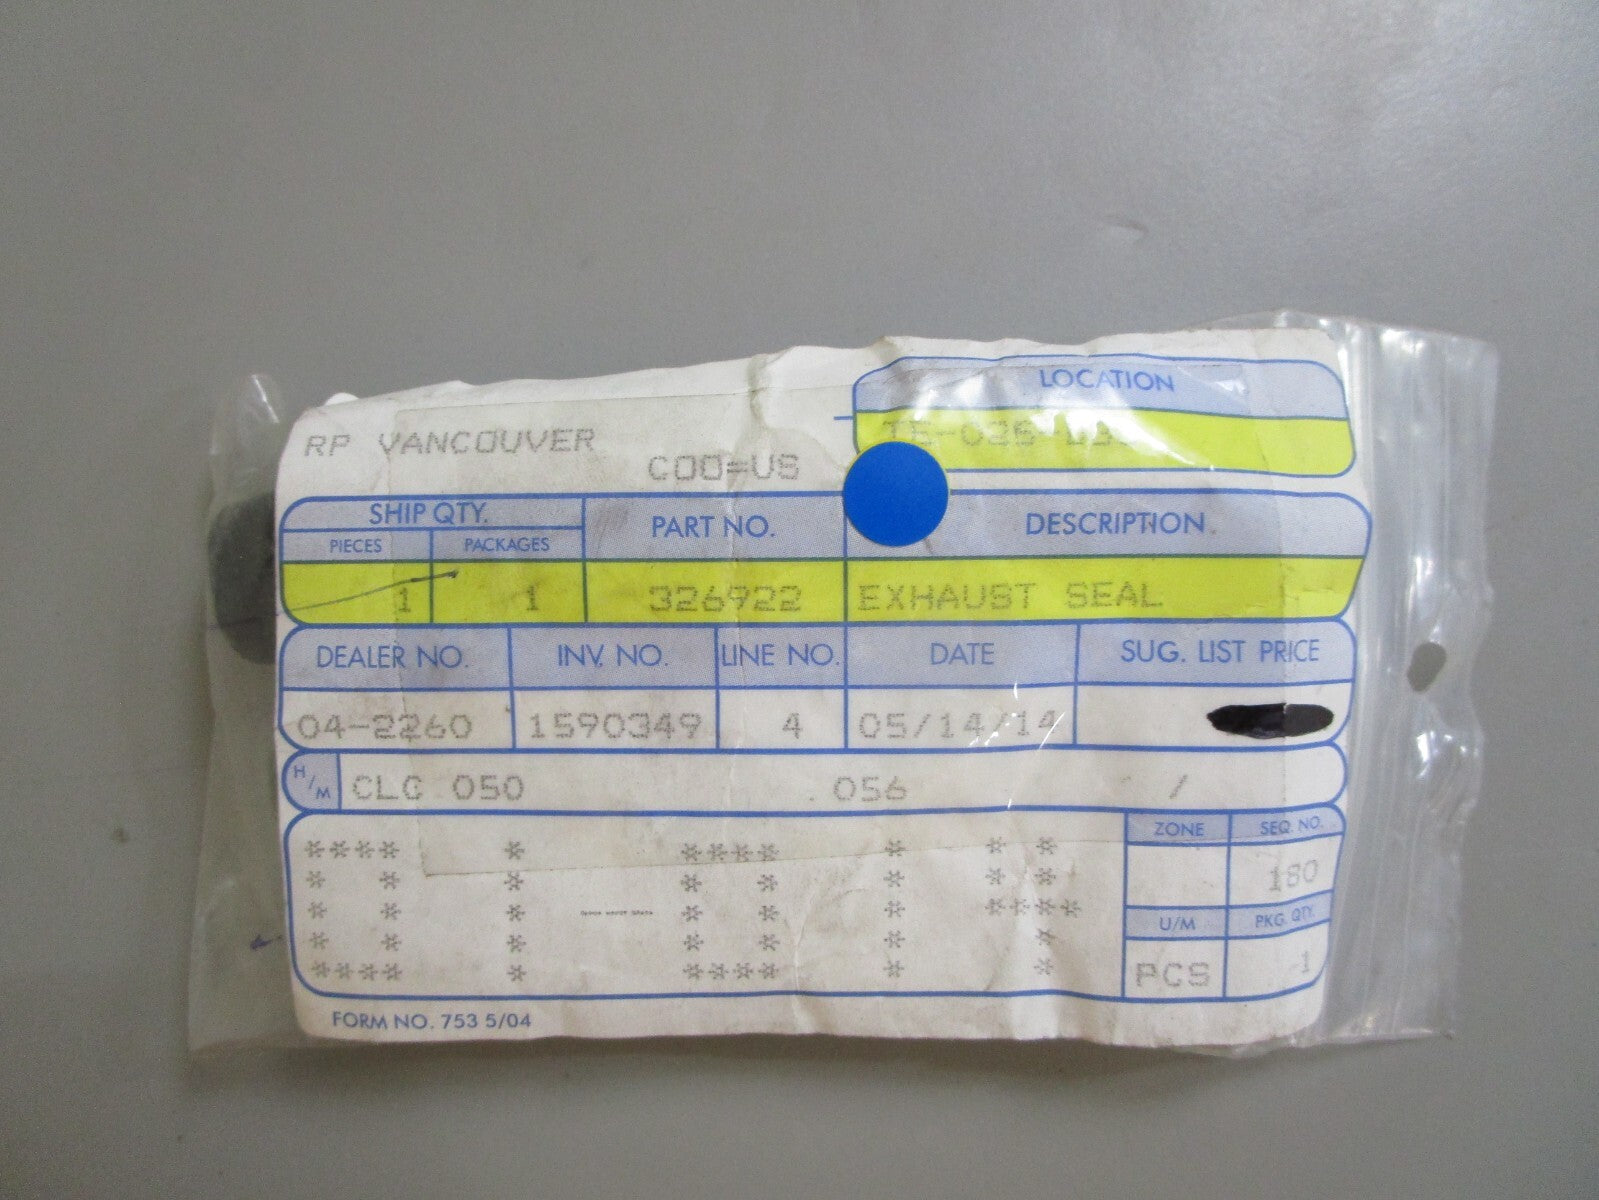 LOCATION
RP VANCOUVER
COO=US
SHIP QTY. PART NO. DESCRIPTION
PIECES PACKAGES
1 1 326922 EXHAUST SEAL
DEALER NO. INV. NO. LINE NO. DATE SUG. LIST PRICE
04-2260 1590349 4 05/14/14
H/M CLC 050 056 /
ZONE SEQ. NO.
**** * **** * * *
180
* * * * * * * *
* * * --- * * * ****
U/M PKG. QTY.
* * * * * * *
**** * **** * *
PCS 1
FORM NO. 753 5/04